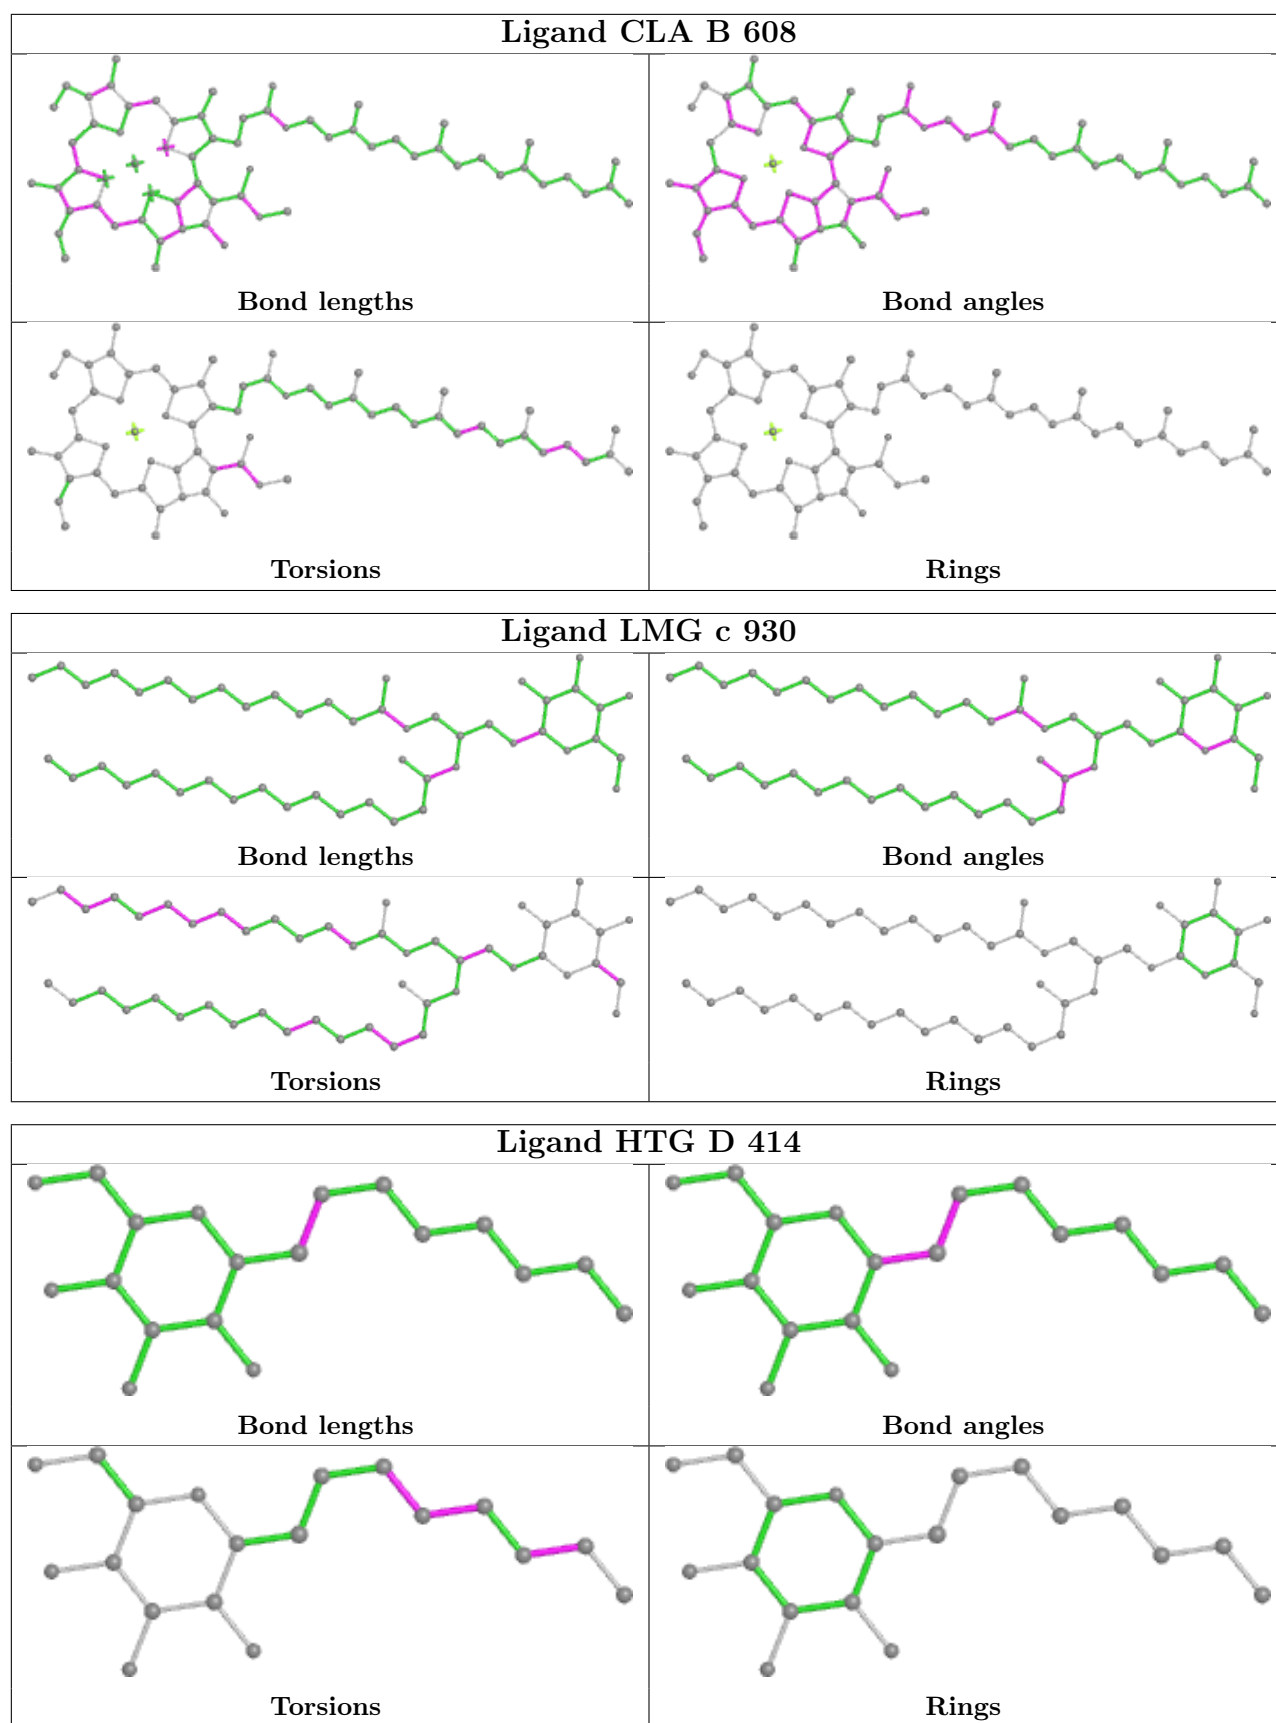 Ligand CLA B 608
Bond lengths
Bond angles
Torsions
Rings
Ligand LMG c 930
Bond lengths
Bond angles
Torsions
Rings
Ligand HTG D 414
Bond lengths
Bond angles
Torsions
Rings